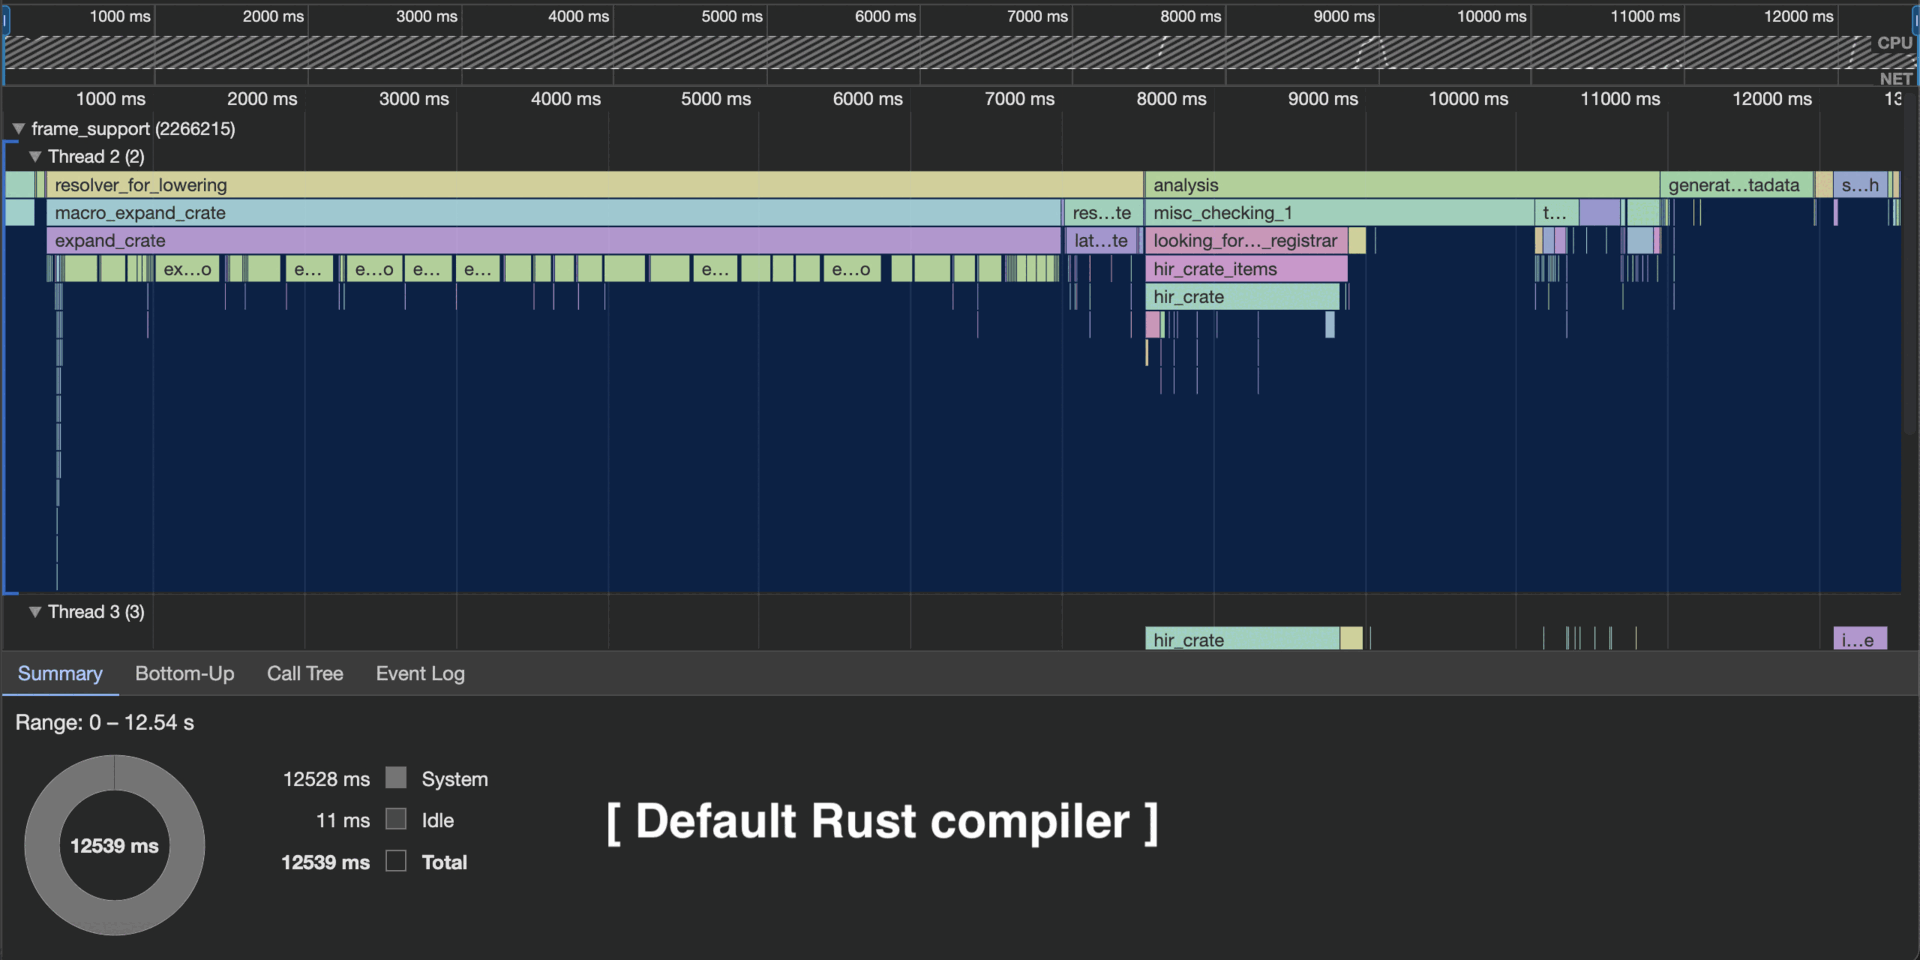 1000 ms 2000 ms 3000 ms 4000 ms 5000 ms 6000 ms 7000 ms 8000 ms 9000 ms 10000 ms 11000 ms 12000 ms
CPU
NET
1000 ms 2000 ms 3000 ms 4000 ms 5000 ms 6000 ms 7000 ms 8000 ms 9000 ms 10000 ms 11000 ms 12000 ms 13
frame_support (2266215)
Thread 2 (2)
resolver_for_lowering analysis generat…tadata s…h
macro_expand_crate res…te misc_checking_1 t…
expand_crate lat…te looking_for…_registrar
ex…o e… e…o e… e… e… e…o hir_crate_items
hir_crate
Thread 3 (3)
hir_crate i…e
Summary Bottom-Up Call Tree Event Log
Range: 0 – 12.54 s
12528 ms System
11 ms Idle
12539 ms Total
12539 ms
[ Default Rust compiler ]